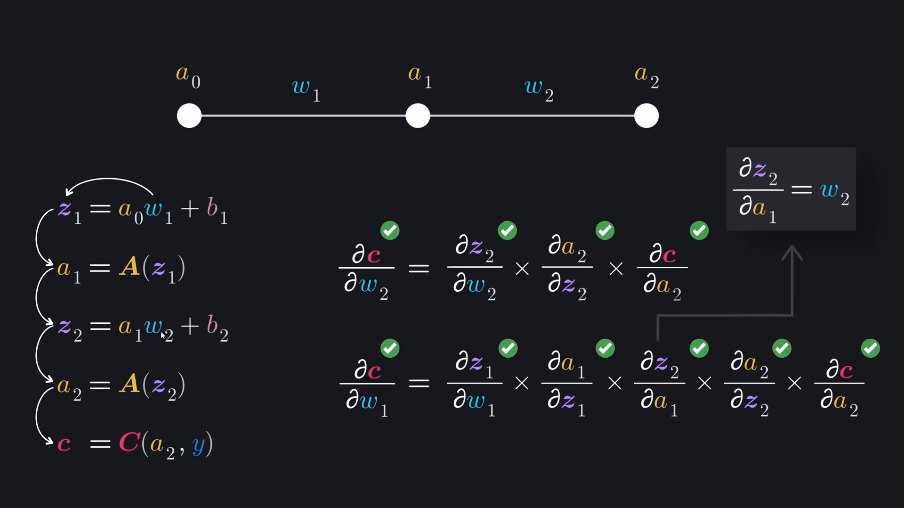 a₀ w₁ a₁ w₂ a₂
∂z₂/∂a₁ = w₂
z₁ = a₀w₁ + b₁
a₁ = A(z₁)
z₂ = a₁w₂ + b₂
a₂ = A(z₂)
c = C(a₂, y)
∂c/∂w₂ = ∂z₂/∂w₂ × ∂a₂/∂z₂ × ∂c/∂a₂
∂c/∂w₁ = ∂z₁/∂w₁ × ∂a₁/∂z₁ × ∂z₂/∂a₁ × ∂a₂/∂z₂ × ∂c/∂a₂